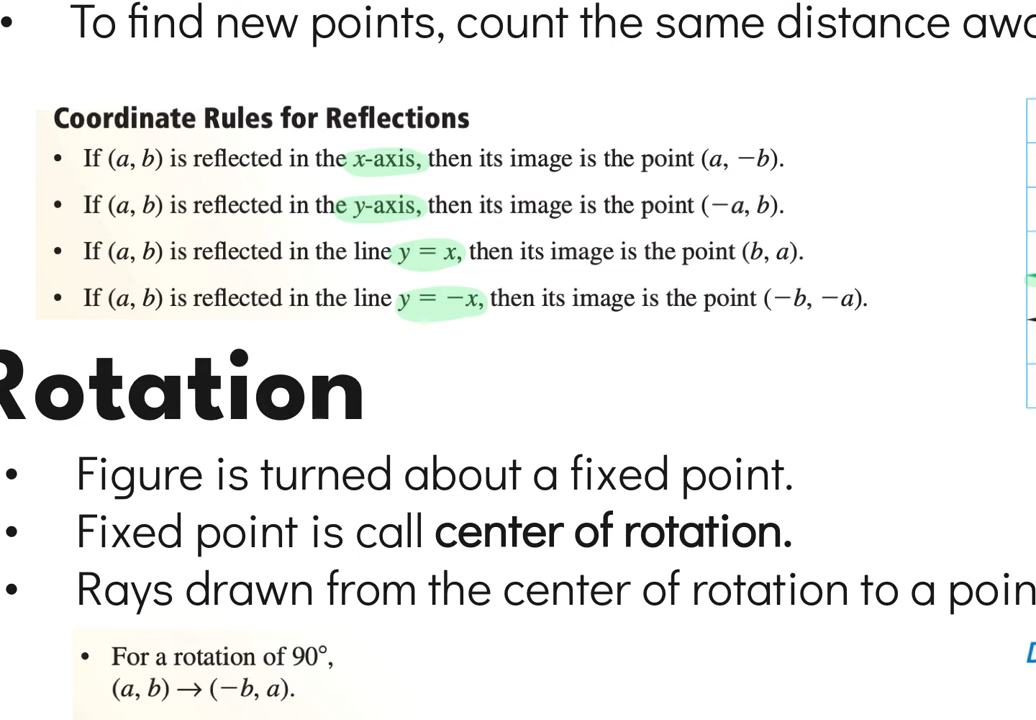 • To find new points, count the same distance
Coordinate Rules for Reflections
• If (a, b) is reflected in the x-axis, then its image is the point (a, −b).
• If (a, b) is reflected in the y-axis, then its image is the point (−a, b).
• If (a, b) is reflected in the line y = x, then its image is the point (b, a).
• If (a, b) is reflected in the line y = −x, then its image is the point (−b, −a).
Rotation
• Figure is turned about a fixed point.
• Fixed point is call center of rotation.
• Rays drawn from the center of rotation to a
• For a rotation of 90°,
(a, b) → (−b, a).